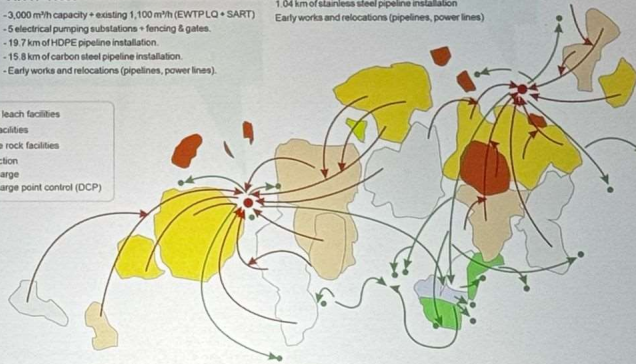 - 3,000 m³/h capacity + existing 1,100 m³/h (EWTP LQ + SART)
- 5 electrical pumping substations + fencing & gates.
- 19.7 km of HDPE pipeline installation.
- 15.8 km of carbon steel pipeline installation.
- Early works and relocations (pipelines, power lines).
1.04 km of stainless steel pipeline installation
Early works and relocations (pipelines, power lines)
leach facilities
rock facilities
arge point control (DCP)